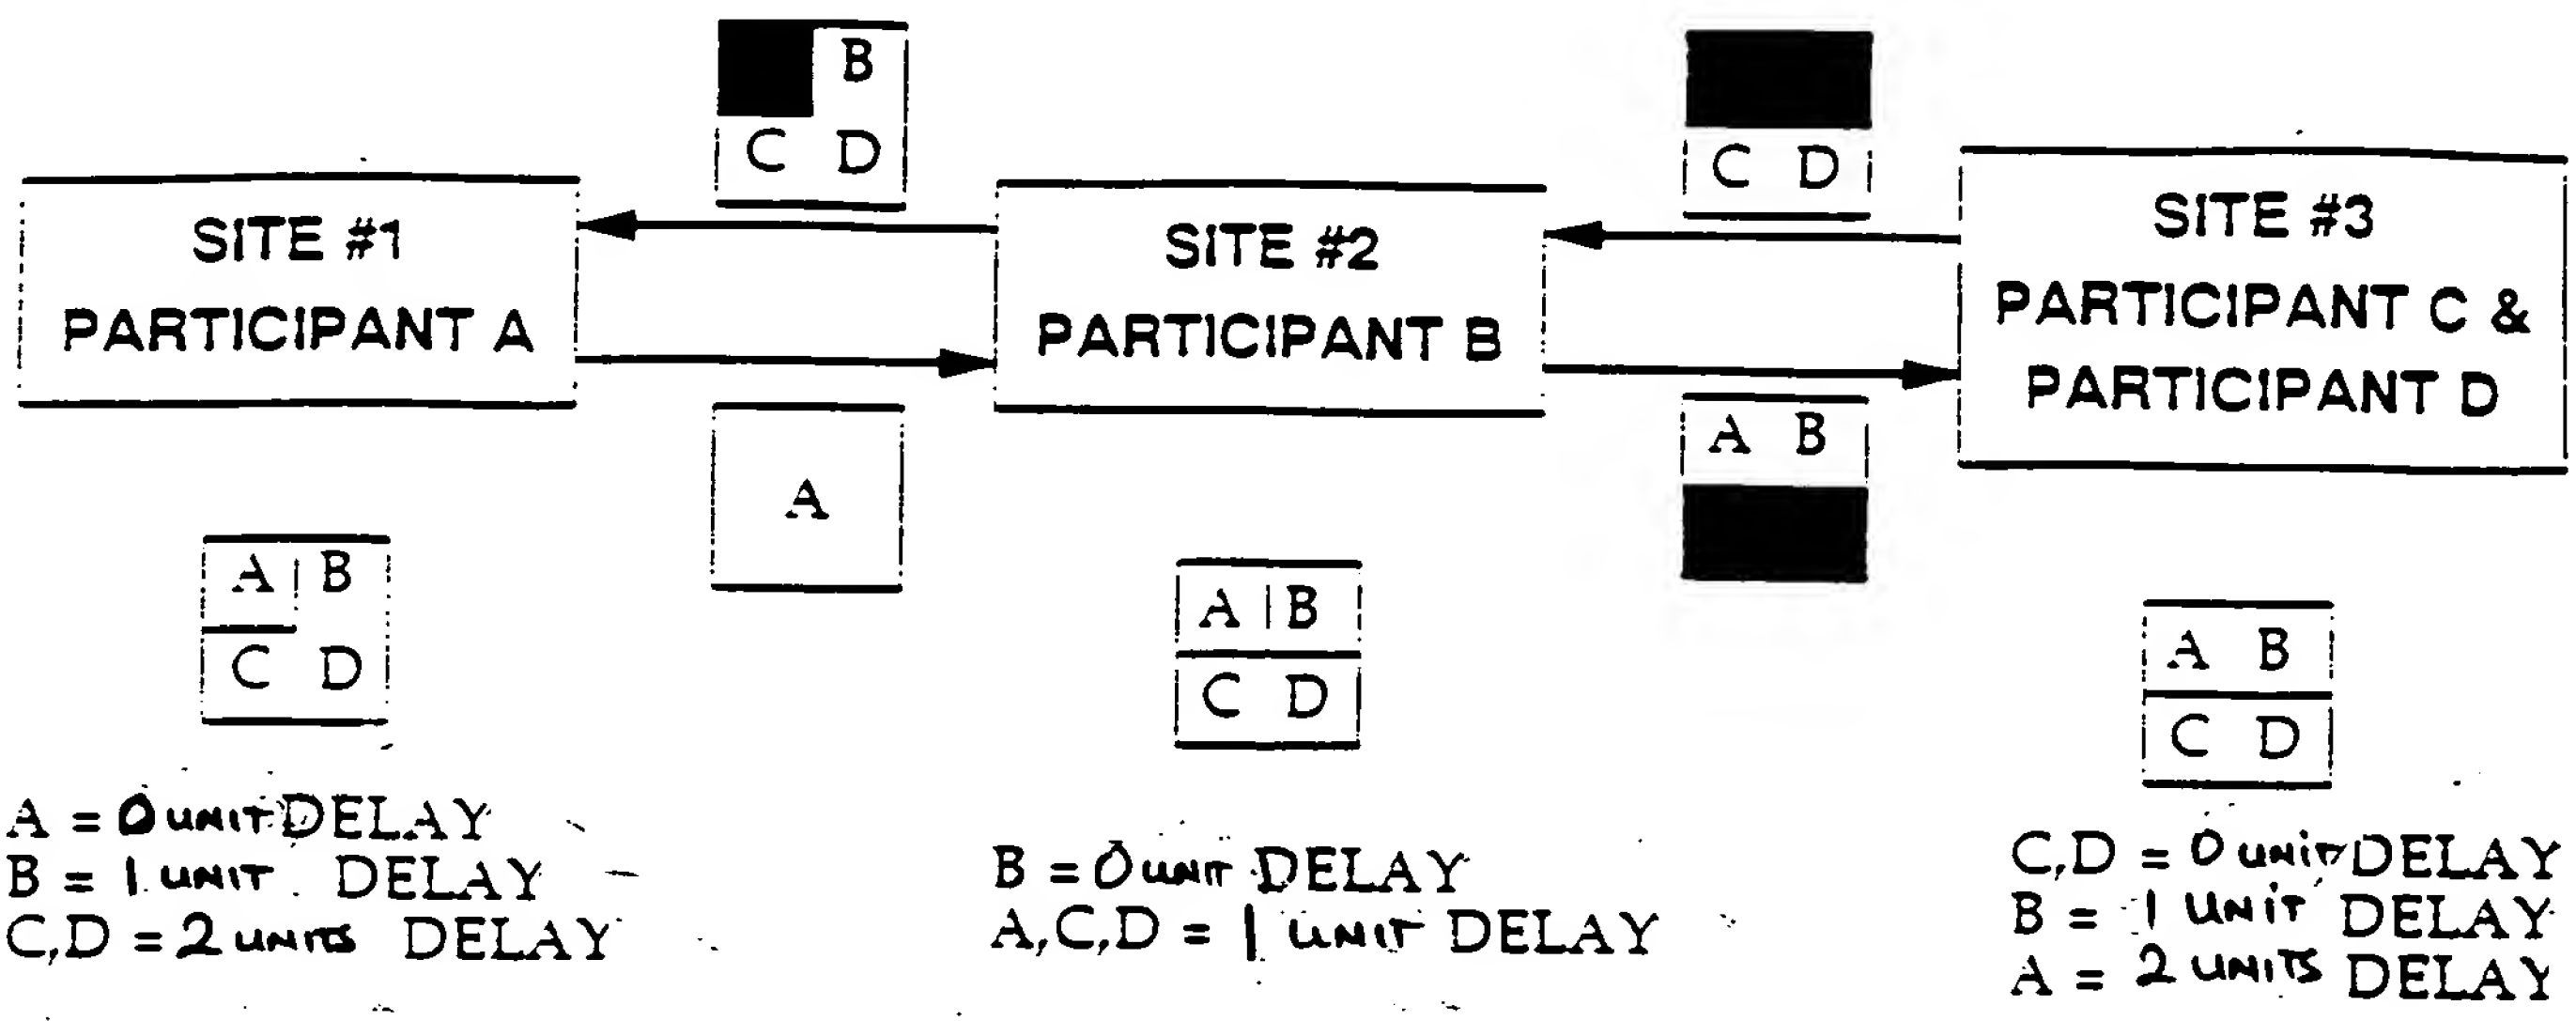 B
C D
C D
SITE #1
PARTICIPANT A
SITE #2
PARTICIPANT B
SITE #3
PARTICIPANT C &
PARTICIPANT D
A
A B
A B
C D
A B
C D
A B
C D
A = 0 UNIT DELAY
B = 1 UNIT DELAY
C,D = 2 UNITS DELAY
B = 0 UNIT DELAY
A,C,D = 1 UNIT DELAY
C,D = 0 UNIT DELAY
B = 1 UNIT DELAY
A = 2 UNITS DELAY